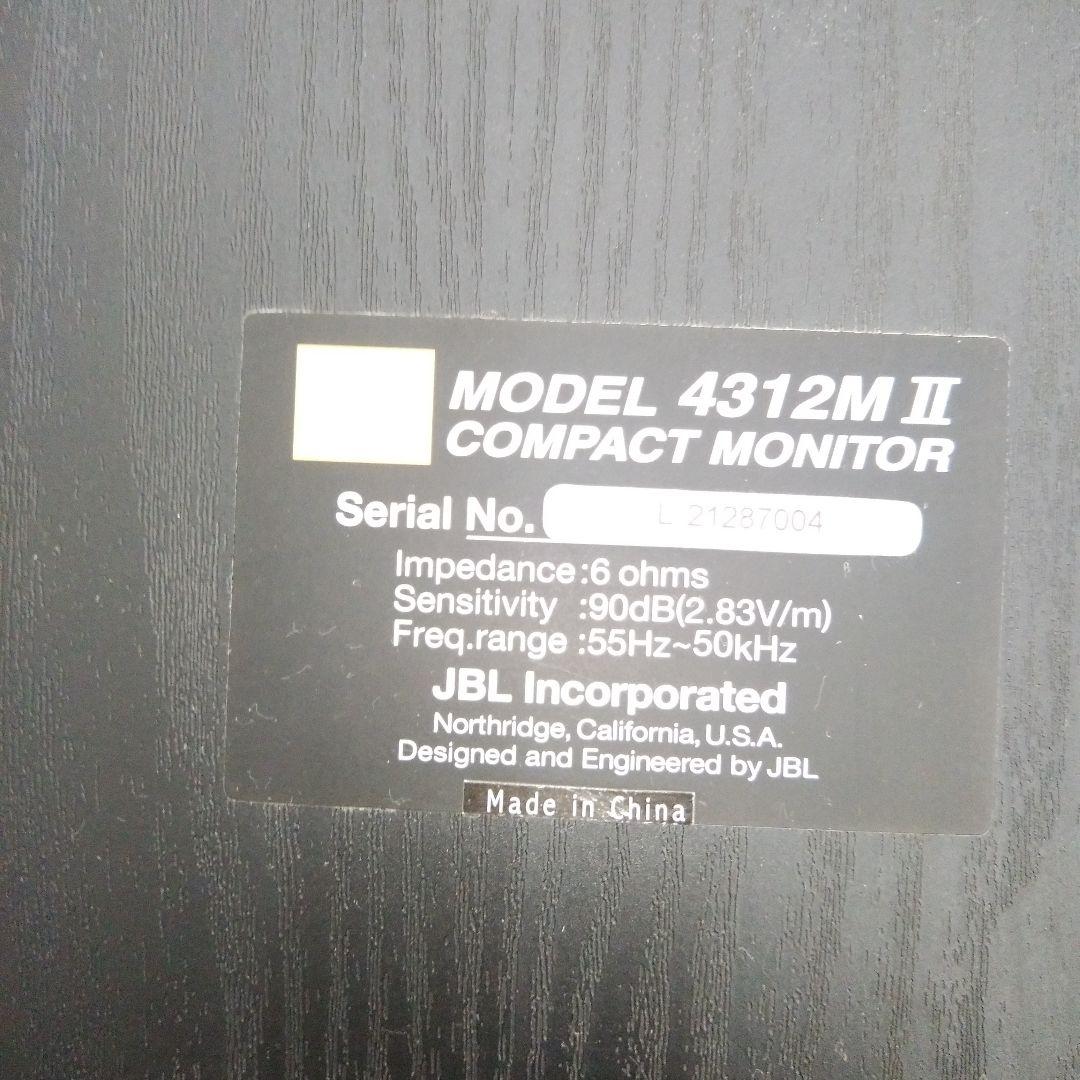 MODEL 4312M II
COMPACT MONITOR
Serial No. L 21287004
Impedance:6 ohms
Sensitivity :90dB(2.83V/m)
Freq.range :55Hz~50kHz
JBL Incorporated
Northridge, California, U.S.A.
Designed and Engineered by JBL
Made in China